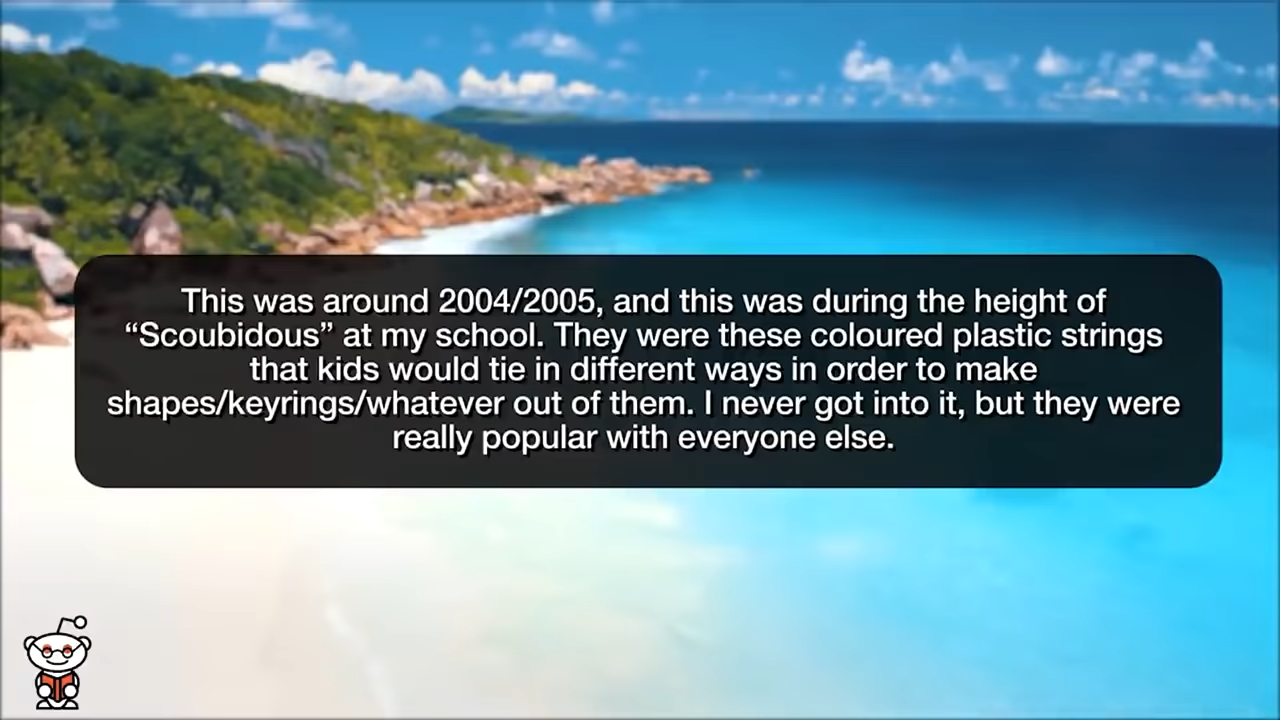 This was around 2004/2005, and this was during the height of
“Scoubidous” at my school. They were these coloured plastic strings
that kids would tie in different ways in order to make
shapes/keyrings/whatever out of them. I never got into it, but they were
really popular with everyone else.